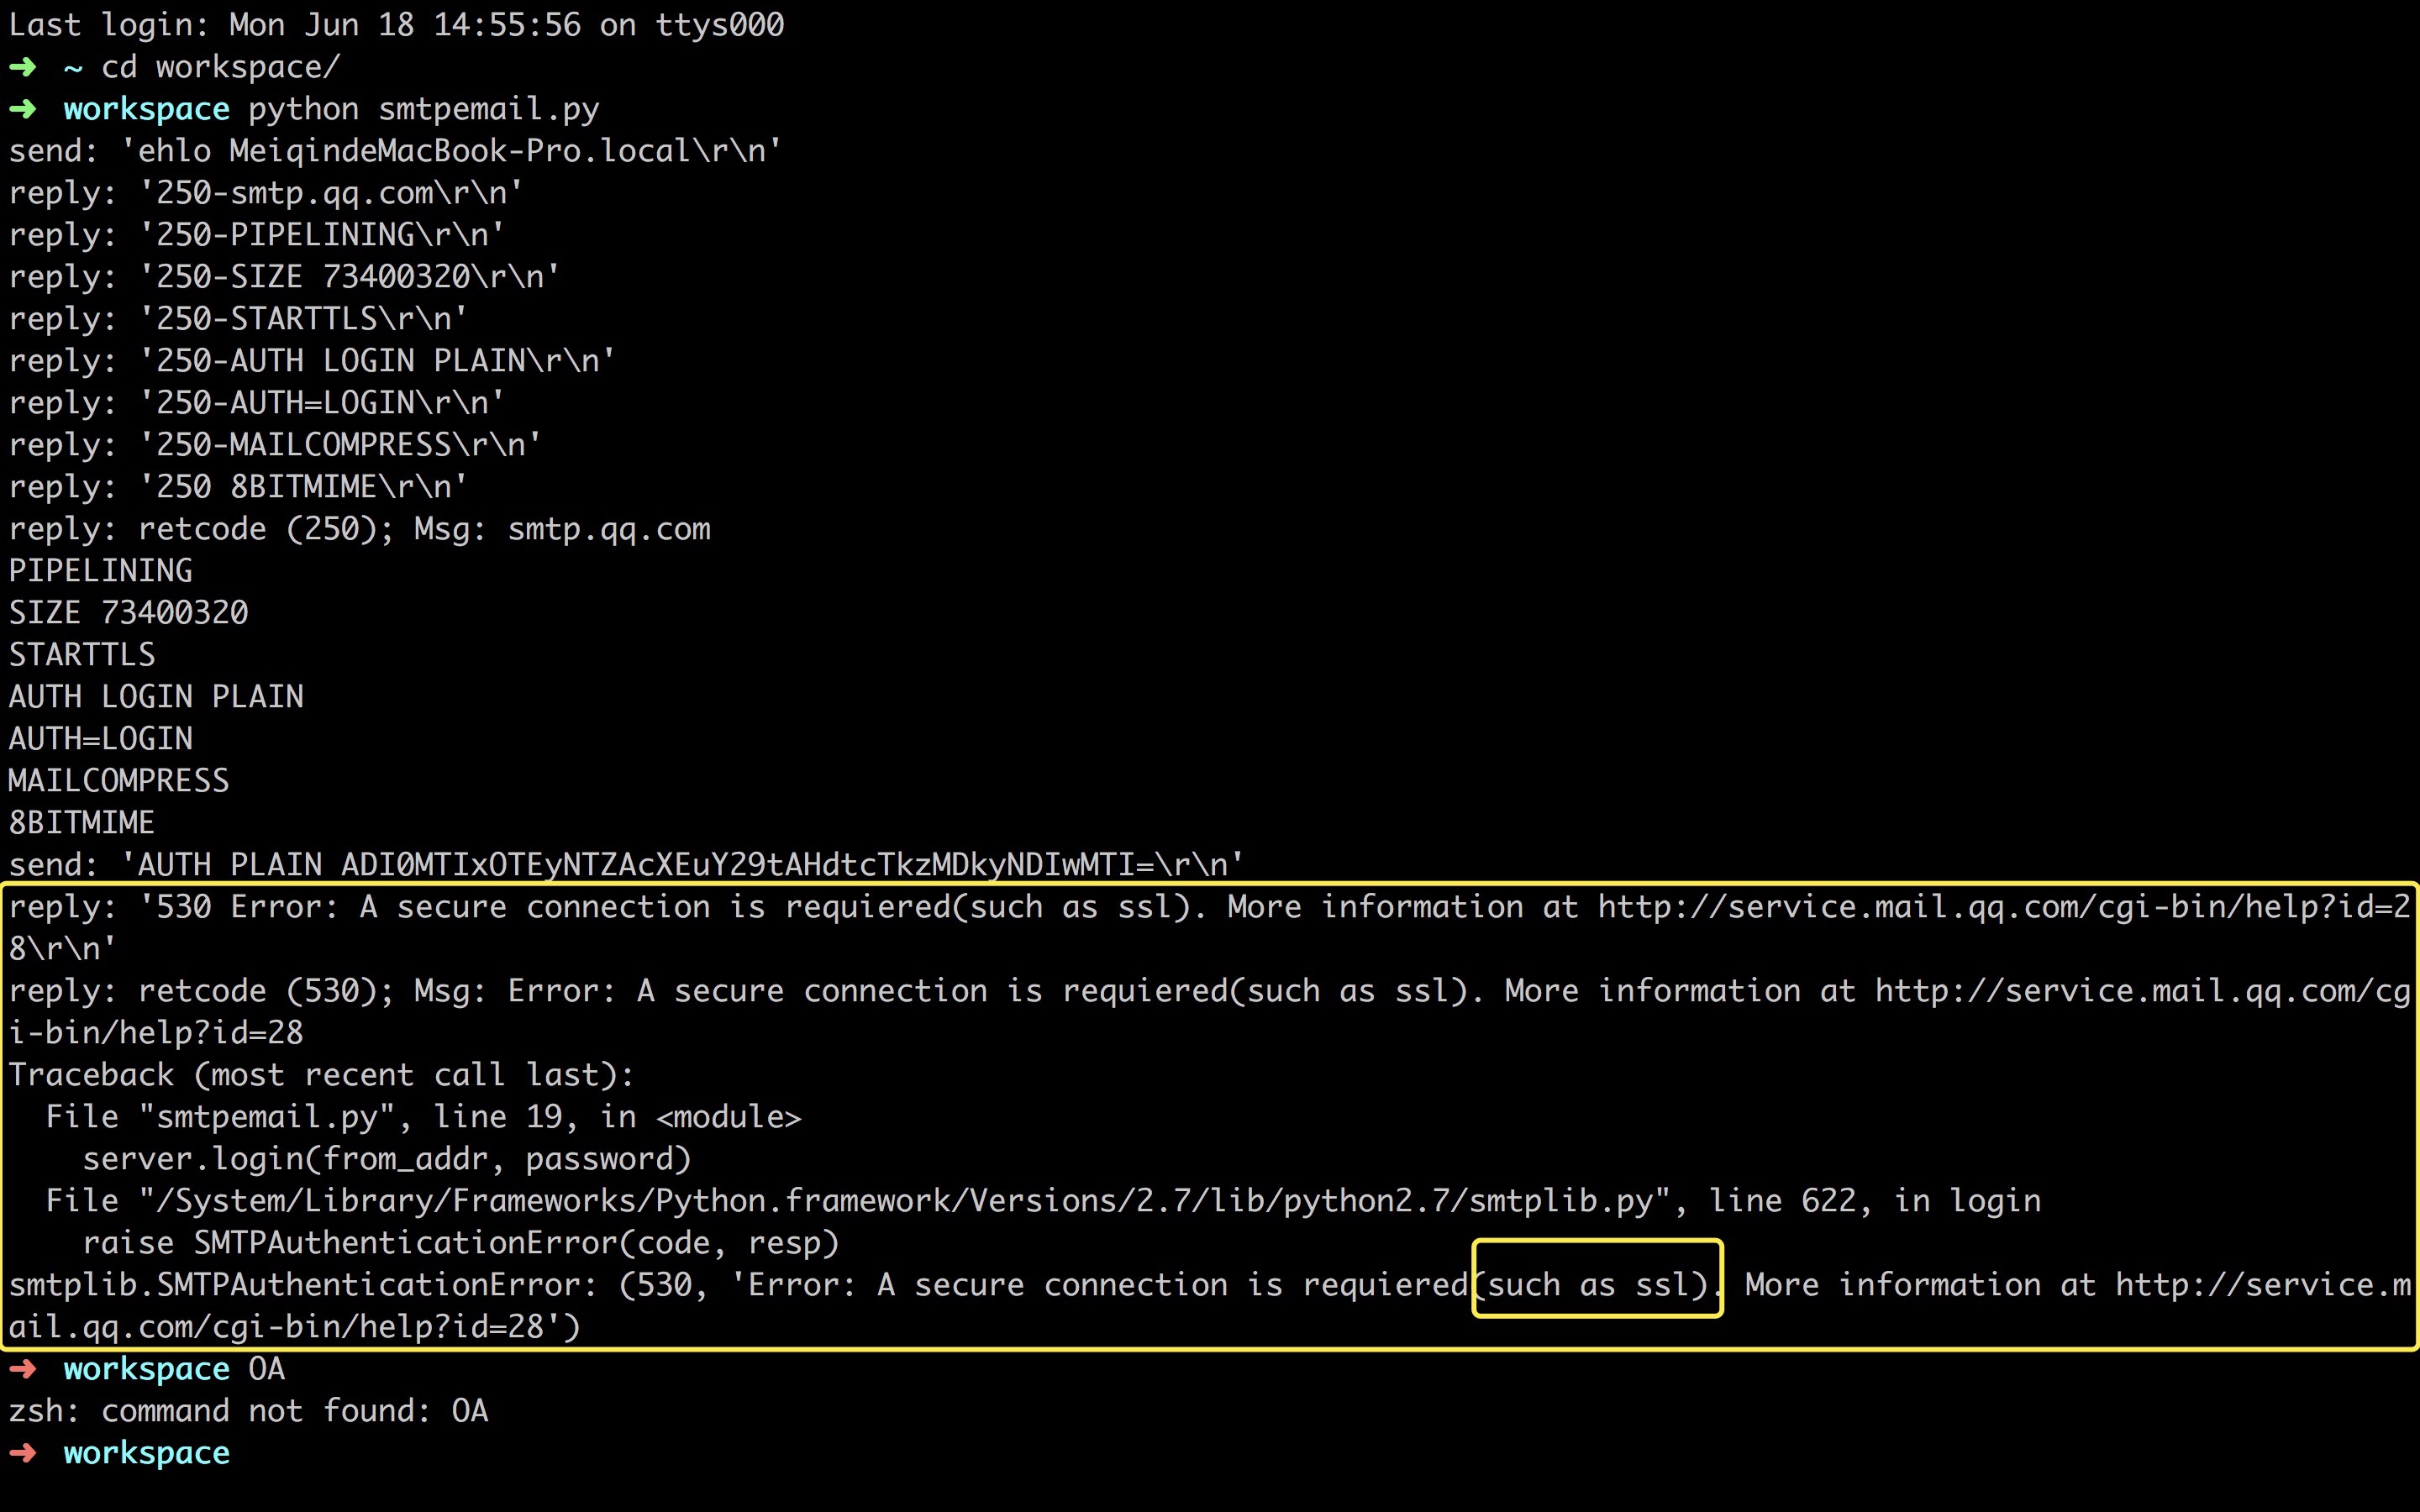 Last login: Mon Jun 18 14:55:56 on ttys000
➜  ~ cd workspace/
➜  workspace python smtpemail.py
send: 'ehlo MeiqindeMacBook-Pro.local\r\n'
reply: '250-smtp.qq.com\r\n'
reply: '250-PIPELINING\r\n'
reply: '250-SIZE 73400320\r\n'
reply: '250-STARTTLS\r\n'
reply: '250-AUTH LOGIN PLAIN\r\n'
reply: '250-AUTH=LOGIN\r\n'
reply: '250-MAILCOMPRESS\r\n'
reply: '250 8BITMIME\r\n'
reply: retcode (250); Msg: smtp.qq.com
PIPELINING
SIZE 73400320
STARTTLS
AUTH LOGIN PLAIN
AUTH=LOGIN
MAILCOMPRESS
8BITMIME
send: 'AUTH PLAIN ADI0MTIxOTEyNTZAcXEuY29tAHdtcTkzMDkyNDIwMTI=\r\n'
reply: '530 Error: A secure connection is requiered(such as ssl). More information at http://service.mail.qq.com/cgi-bin/help?id=2
8\r\n'
reply: retcode (530); Msg: Error: A secure connection is requiered(such as ssl). More information at http://service.mail.qq.com/cg
i-bin/help?id=28
Traceback (most recent call last):
  File "smtpemail.py", line 19, in <module>
    server.login(from_addr, password)
  File "/System/Library/Frameworks/Python.framework/Versions/2.7/lib/python2.7/smtplib.py", line 622, in login
    raise SMTPAuthenticationError(code, resp)
smtplib.SMTPAuthenticationError: (530, 'Error: A secure connection is requiered(such as ssl). More information at http://service.m
ail.qq.com/cgi-bin/help?id=28')
➜  workspace OA
zsh: command not found: OA
➜  workspace